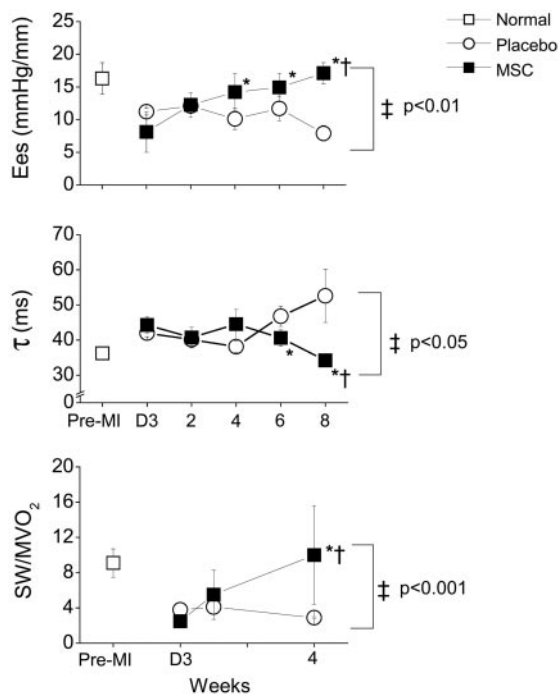 Normal
Placebo
MSC
Ees (mmHg/mm)
25
20
15
10
5
0
*
*
*†
‡ p<0.01
τ (ms)
70
60
50
40
30
0
*
*†
‡ p<0.05
Pre-MI D3 2 4 6 8
SW/MVO₂
20
16
12
8
4
0
*†
‡ p<0.001
Pre-MI D3 4
Weeks